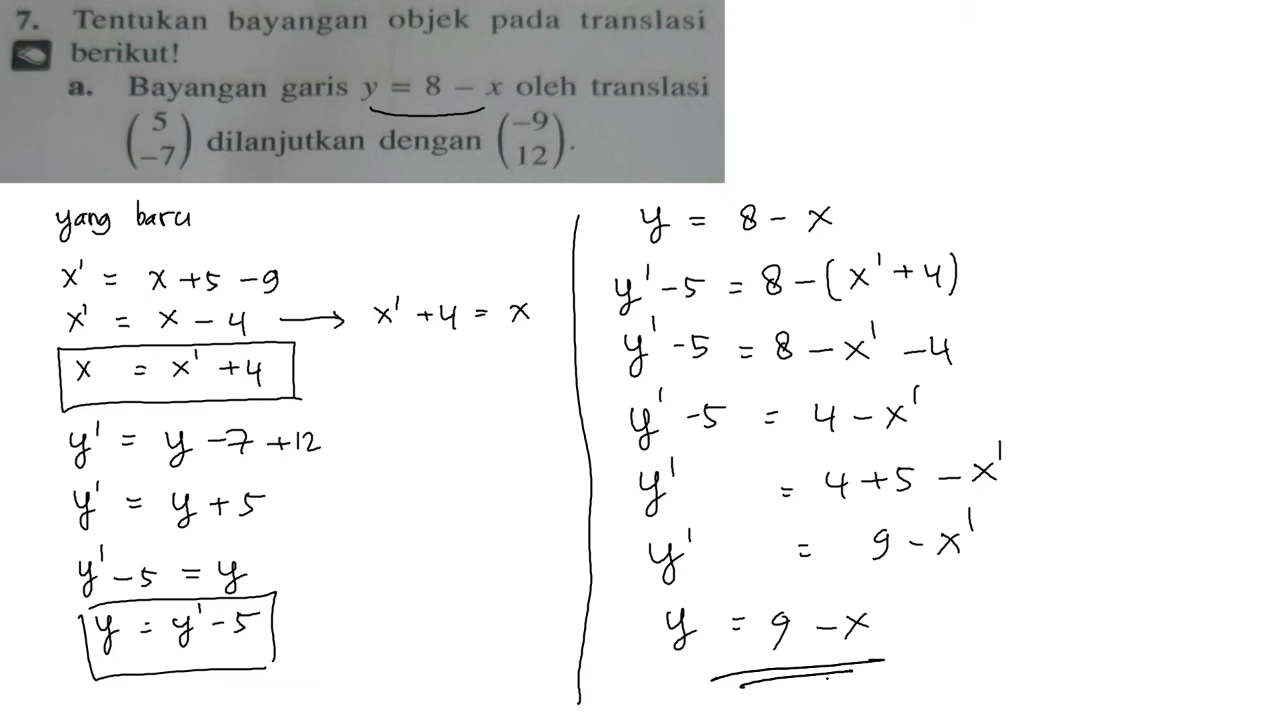 7. Tentukan bayangan objek pada translasi
berikut!
a. Bayangan garis y = 8 – x oleh translasi
(5 –7) dilanjutkan dengan (–9 12).
yang baru
x' = x + 5 - 9
x' = x - 4 → x' + 4 = x
x = x' + 4
y' = y - 7 + 12
y' = y + 5
y' - 5 = y
y = y' - 5
y = 8 - x
y' - 5 = 8 - (x' + 4)
y' - 5 = 8 - x' - 4
y' - 5 = 4 - x'
y' = 4 + 5 - x'
y' = 9 - x'
y = 9 - x